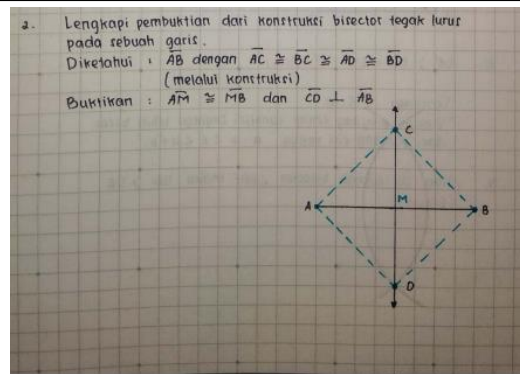 2. Lengkapi pembuktian dari konstruksi bisector tegak lurus
pada sebuah garis.
Diketahui : AB dengan AC ≅ BC ≅ AD ≅ BD
(melalui konstruksi)
Buktikan : AM ≅ MB dan CD ⊥ AB
C
A
M
B
D